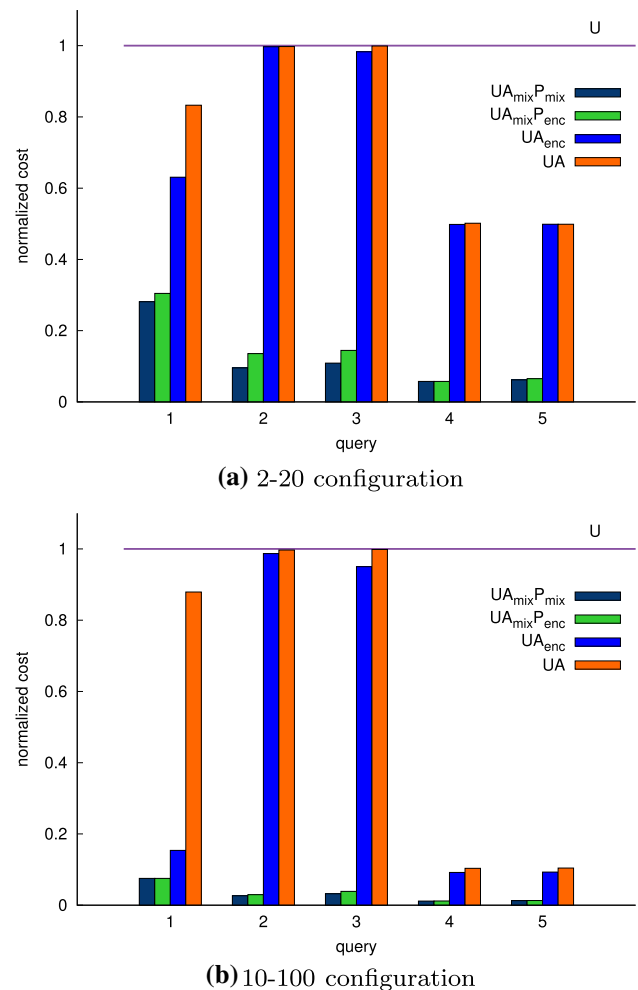 U
1
0.8
0.6
0.4
0.2
0
normalized cost
UAmixPmix
UAmixPenc
UAenc
UA
1 2 3 4 5
query
(a) 2-20 configuration
U
1
0.8
0.6
0.4
0.2
0
normalized cost
UAmixPmix
UAmixPenc
UAenc
UA
1 2 3 4 5
query
(b) 10-100 configuration